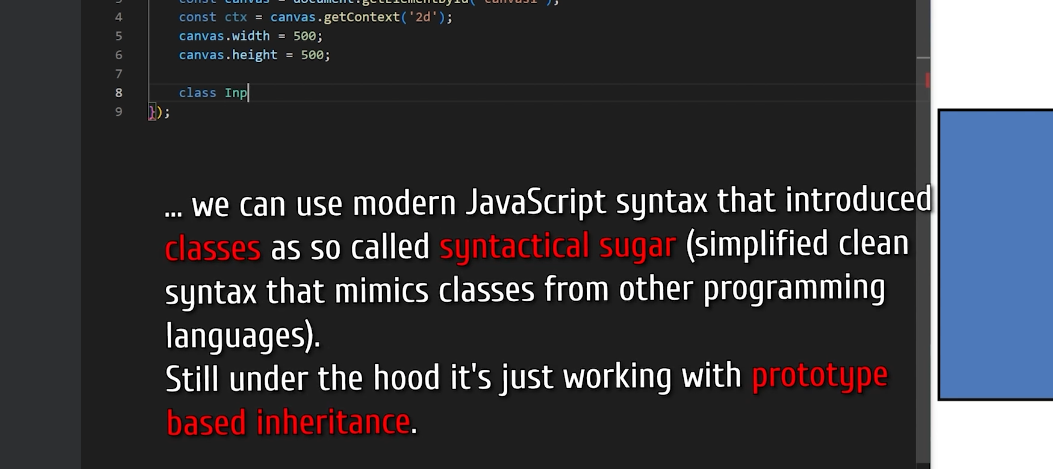 const canvas = document.getElementById('canvas1');
4 const ctx = canvas.getContext('2d');
5 canvas.width = 500;
6 canvas.height = 500;
7
8 class Inp
9 });
... we can use modern JavaScript syntax that introduced
classes as so called syntactical sugar (simplified clean
syntax that mimics classes from other programming
languages).
Still under the hood it's just working with prototype
based inheritance.